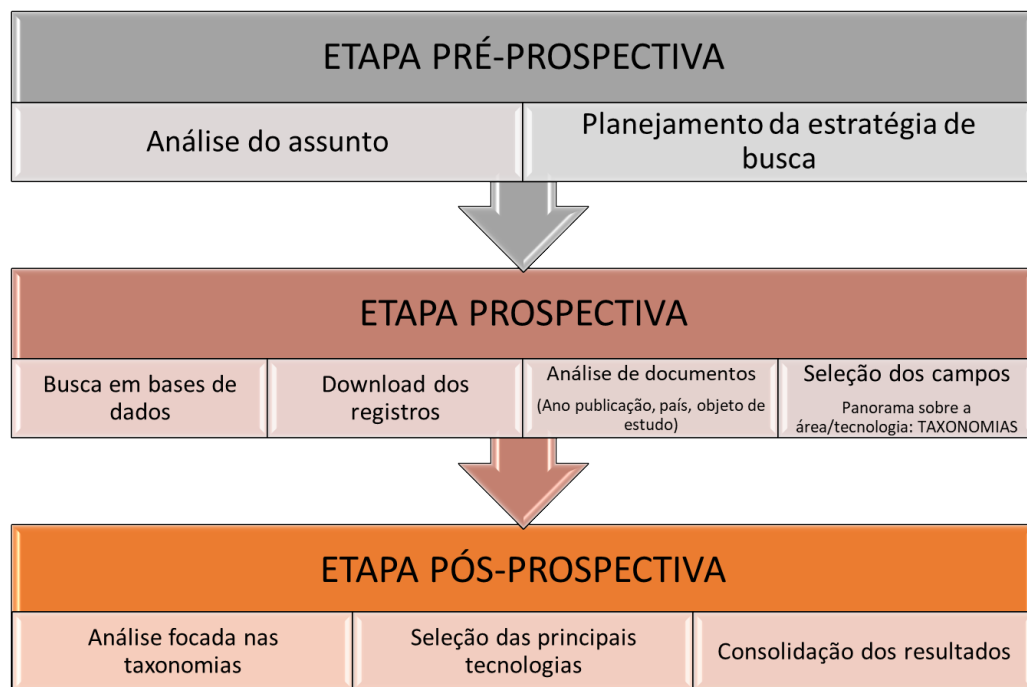 ETAPA PRÉ-PROSPECTIVA
Análise do assunto
Planejamento da estratégia de
busca
ETAPA PROSPECTIVA
Busca em bases de
dados
Download dos
registros
Análise de documentos
(Ano publicação, país, objeto de
estudo)
Seleção dos campos
Panorama sobre a
área/tecnologia: TAXONOMIAS
ETAPA PÓS-PROSPECTIVA
Análise focada nas
taxonomias
Seleção das principais
tecnologias
Consolidação dos resultados